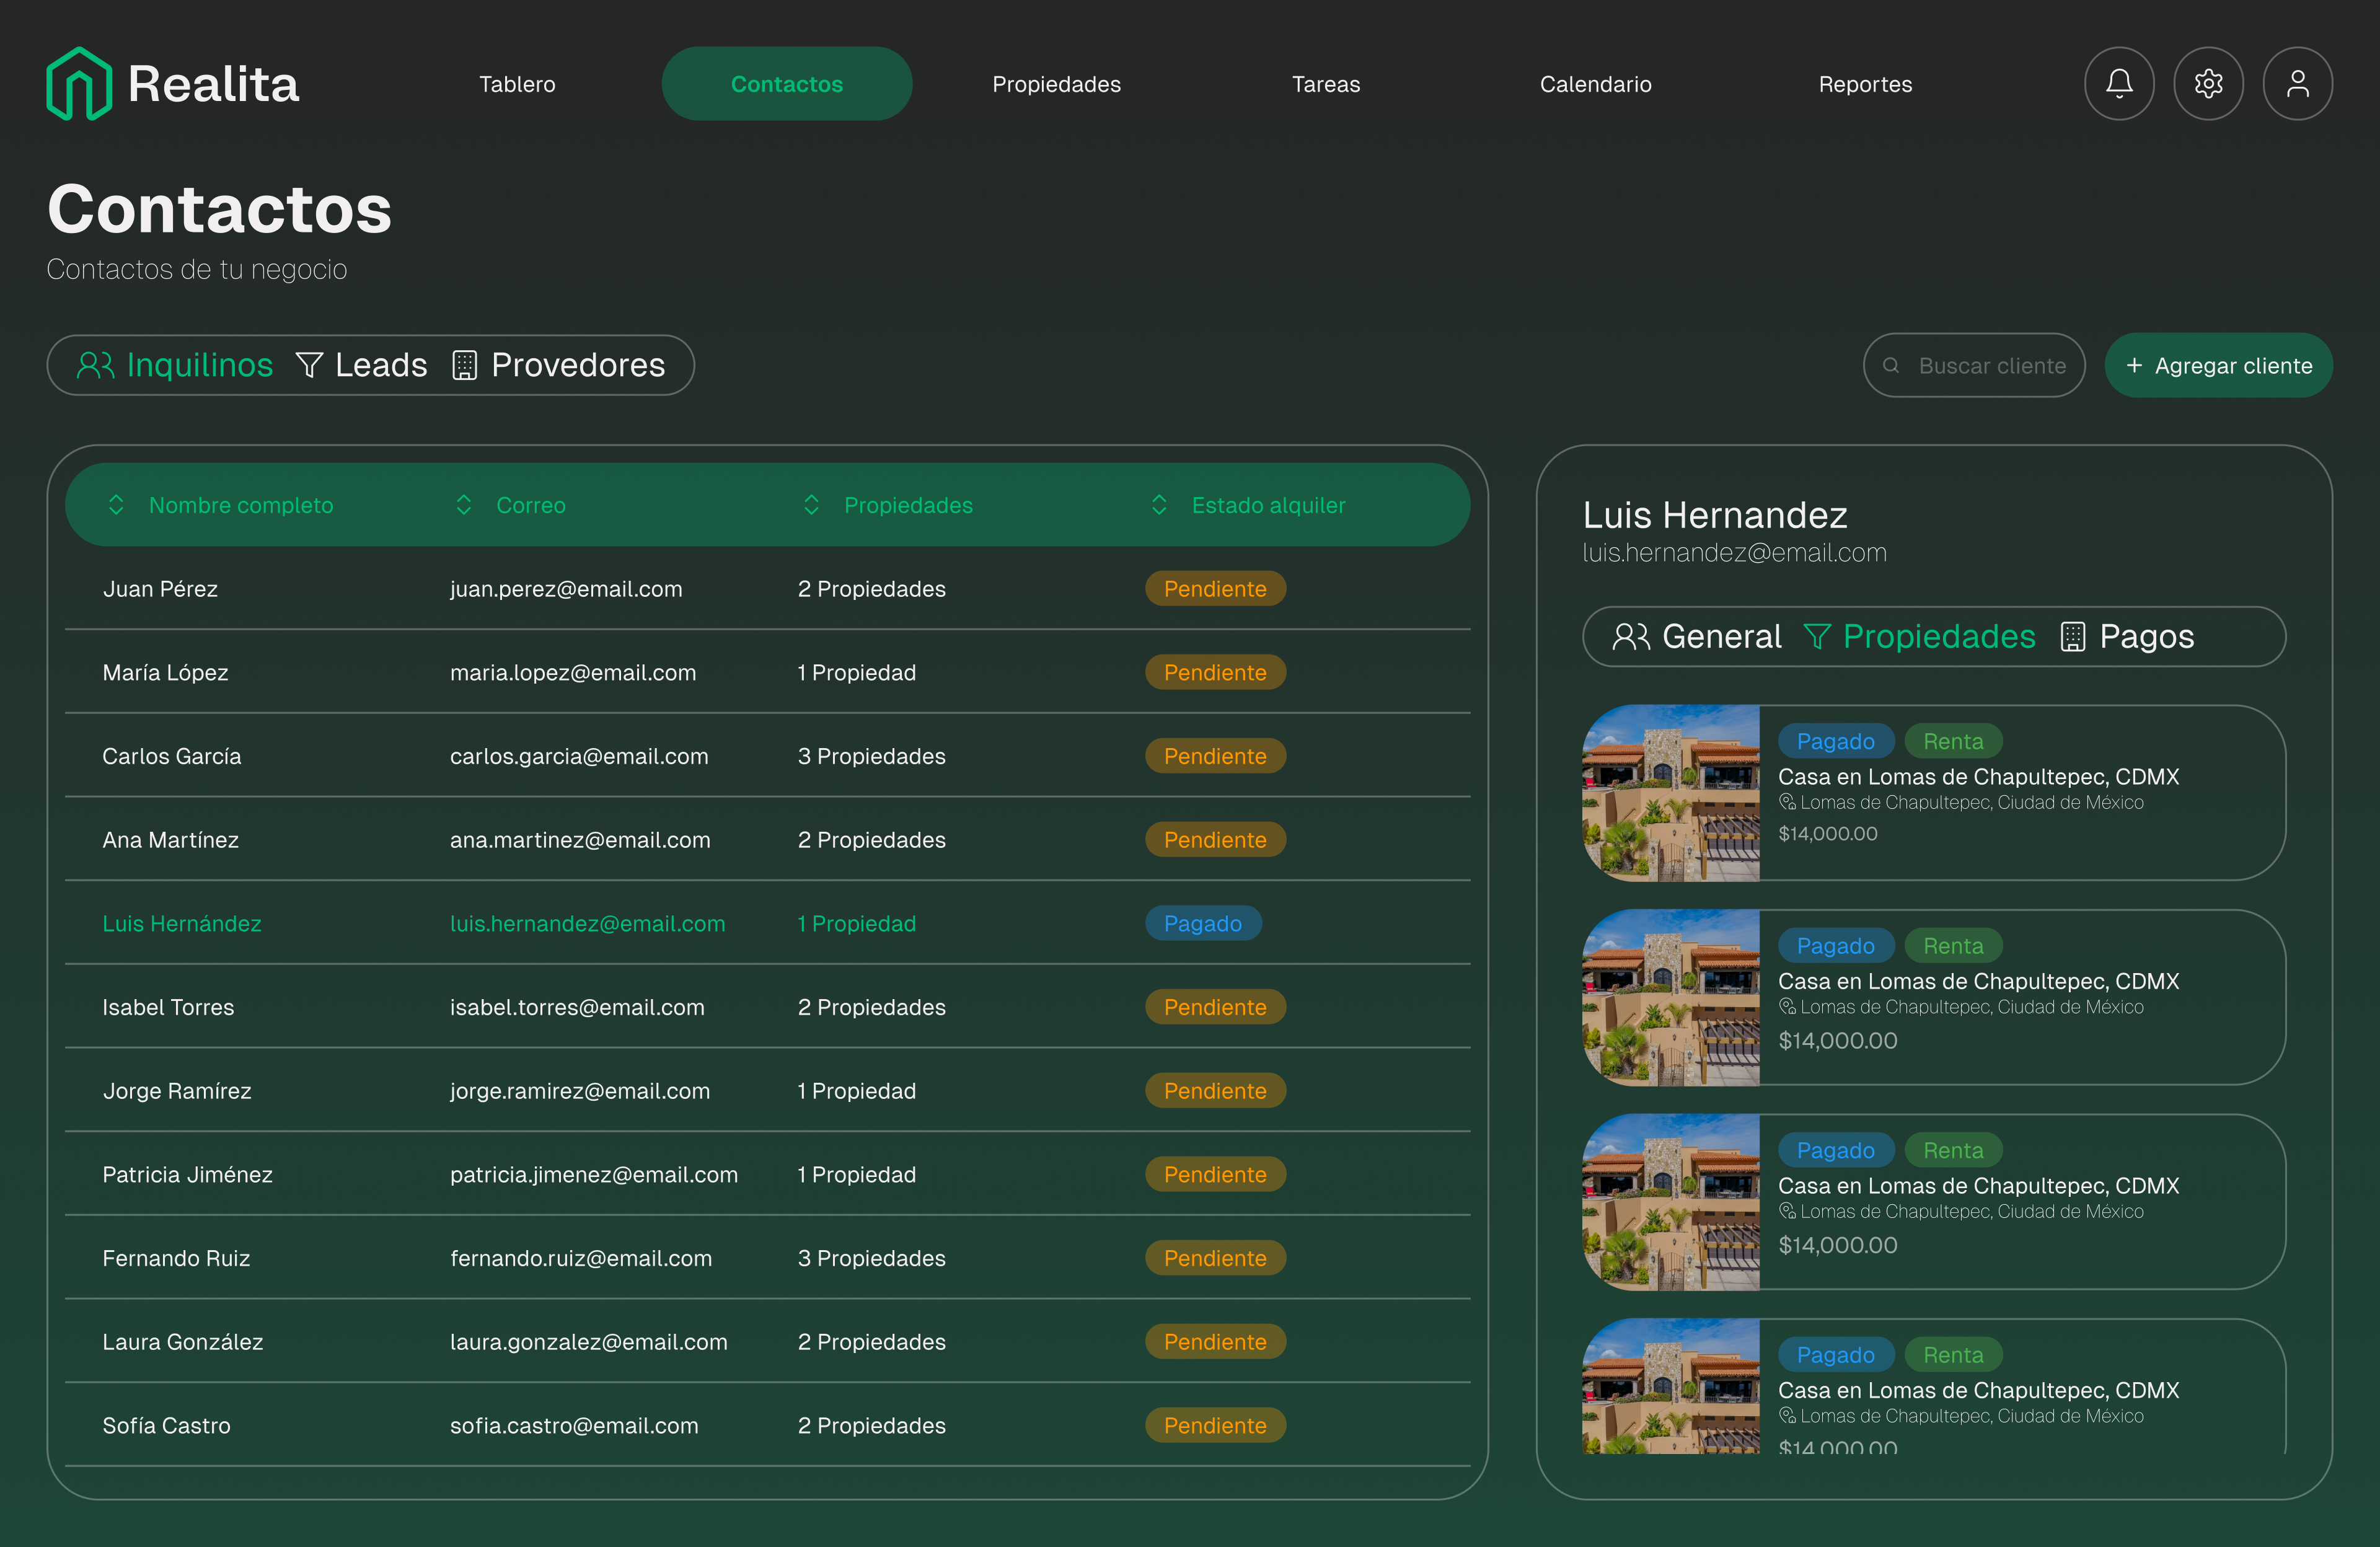 Realita
Tablero
Contactos
Propiedades
Tareas
Calendario
Reportes
Contactos
Contactos de tu negocio
Inquilinos Leads Provedores
Buscar cliente
+ Agregar cliente
Nombre completo Correo Propiedades Estado alquiler
Juan Pérez juan.perez@email.com 2 Propiedades Pendiente
María López maria.lopez@email.com 1 Propiedad Pendiente
Carlos García carlos.garcia@email.com 3 Propiedades Pendiente
Ana Martínez ana.martinez@email.com 2 Propiedades Pendiente
Luis Hernández luis.hernandez@email.com 1 Propiedad Pagado
Isabel Torres isabel.torres@email.com 2 Propiedades Pendiente
Jorge Ramírez jorge.ramirez@email.com 1 Propiedad Pendiente
Patricia Jiménez patricia.jimenez@email.com 1 Propiedad Pendiente
Fernando Ruiz fernando.ruiz@email.com 3 Propiedades Pendiente
Laura González laura.gonzalez@email.com 2 Propiedades Pendiente
Sofía Castro sofia.castro@email.com 2 Propiedades Pendiente
Luis Hernandez
luis.hernandez@email.com
General Propiedades Pagos
Pagado Renta
Casa en Lomas de Chapultepec, CDMX
Lomas de Chapultepec, Ciudad de México
$14,000.00
Pagado Renta
Casa en Lomas de Chapultepec, CDMX
Lomas de Chapultepec, Ciudad de México
$14,000.00
Pagado Renta
Casa en Lomas de Chapultepec, CDMX
Lomas de Chapultepec, Ciudad de México
$14,000.00
Pagado Renta
Casa en Lomas de Chapultepec, CDMX
Lomas de Chapultepec, Ciudad de México
$14,000.00